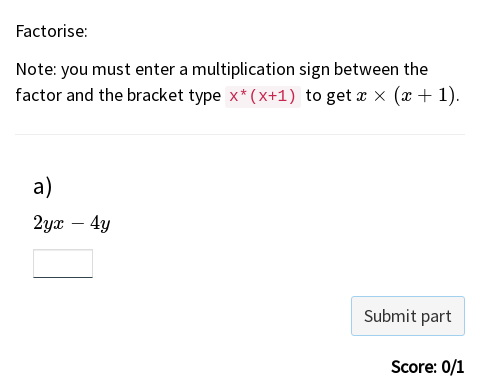 Factorise:
Note: you must enter a multiplication sign between the
factor and the bracket type x*(x+1) to get x × (x + 1).
a)
2yx − 4y
Submit part
Score: 0/1